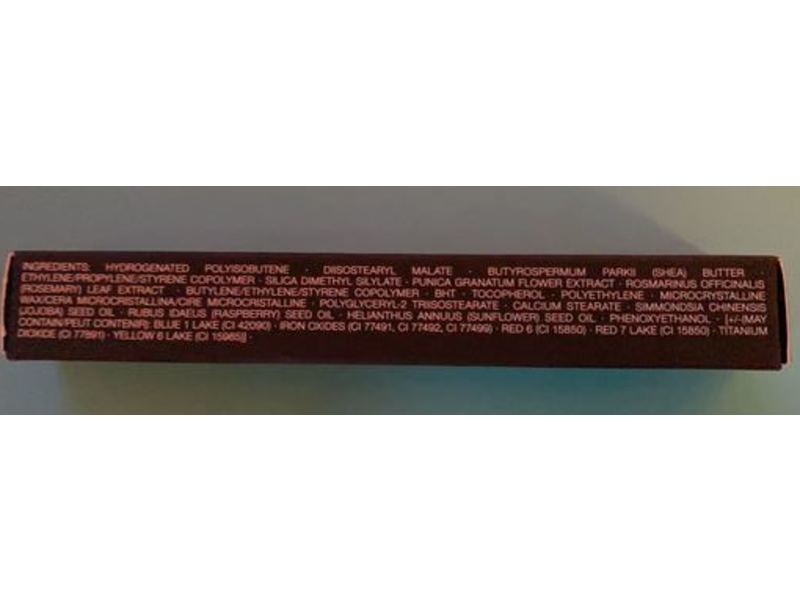 INGREDIENTS: HYDROGENATED POLYISOBUTENE · DIISOSTEARYL MALATE · BUTYROSPERMUM PARKII (SHEA) BUTTER ·
ETHYLENE/PROPYLENE/STYRENE COPOLYMER · SILICA DIMETHYL SILYLATE · PUNICA GRANATUM FLOWER EXTRACT · ROSMARINUS OFFICINALIS
(ROSEMARY) LEAF EXTRACT · BUTYLENE/ETHYLENE/STYRENE COPOLYMER · BHT · TOCOPHEROL · POLYETHYLENE · MICROCRYSTALLINE
WAX/CERA MICROCRISTALLINA/CIRE MICROCRISTALLINE · POLYGLYCERYL-2 TRIISOSTEARATE · CALCIUM STEARATE · SIMMONDSIA CHINENSIS
(JOJOBA) SEED OIL · RUBUS IDAEUS (RASPBERRY) SEED OIL · HELIANTHUS ANNUUS (SUNFLOWER) SEED OIL · PHENOXYETHANOL · [+/-(MAY
CONTAIN/PEUT CONTENIR): BLUE 1 LAKE (CI 42090) · IRON OXIDES (CI 77491, CI 77492, CI 77499) · RED 6 (CI 15850) · RED 7 LAKE (CI 15850) · TITANIUM
DIOXIDE (CI 77891) · YELLOW 6 LAKE (CI 15985)] ·